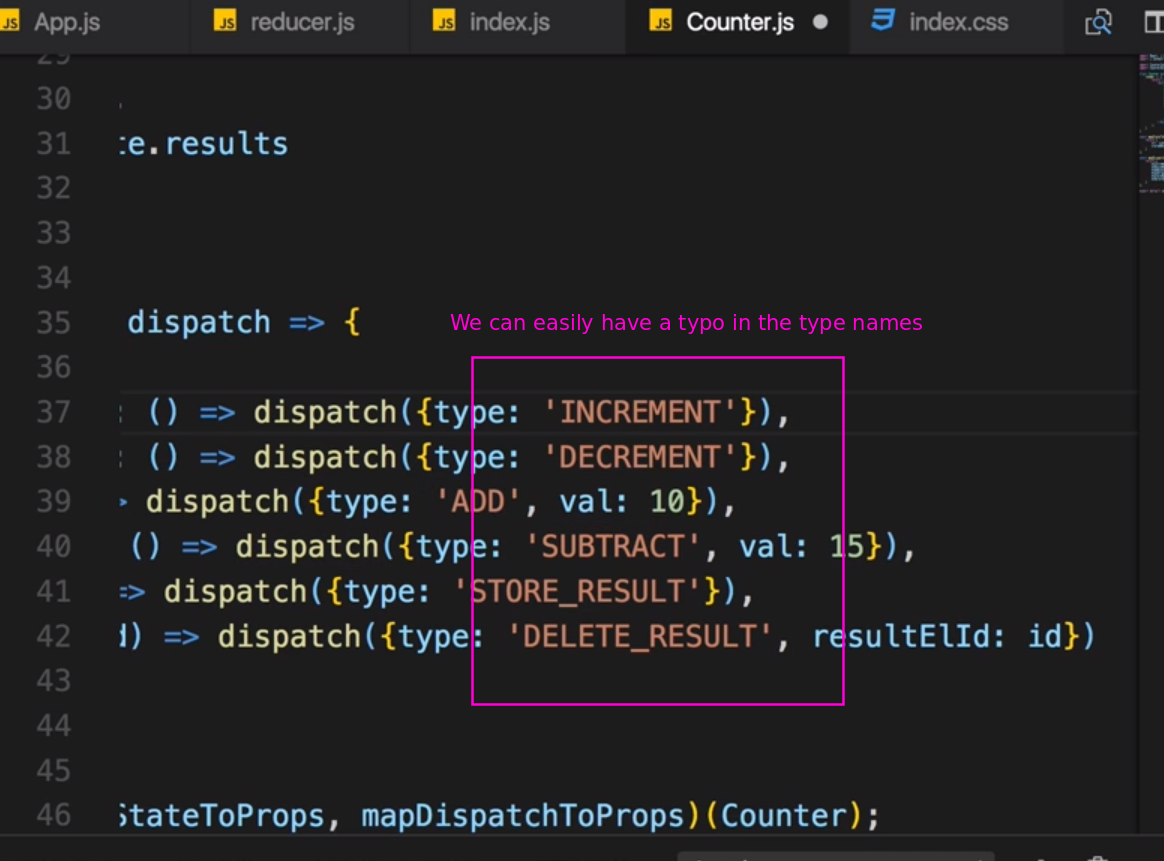 JS App.js JS reducer.js JS index.js JS Counter.js index.css
29
30
31 te.results
32
33
34
35 dispatch => { We can easily have a typo in the type names
36
37 : () => dispatch({type: 'INCREMENT'}),
38 : () => dispatch({type: 'DECREMENT'}),
39 > dispatch({type: 'ADD', val: 10}),
40 () => dispatch({type: 'SUBTRACT', val: 15}),
41 => dispatch({type: 'STORE_RESULT'}),
42 d) => dispatch({type: 'DELETE_RESULT', resultElId: id})
43
44
45
46 StateToProps, mapDispatchToProps)(Counter);